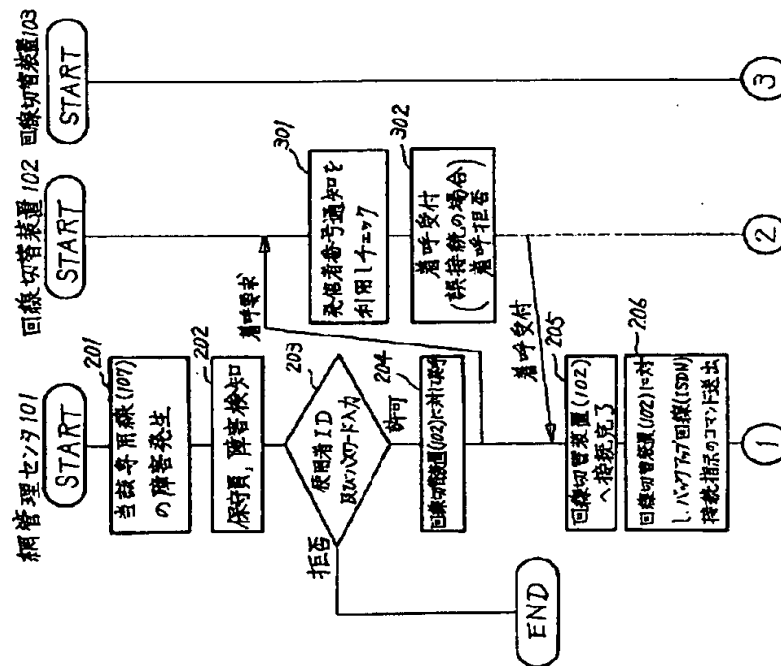 網管理センタ101
START
201
当該専用線(107)
の障害発生
202
保守員,障害検知
203
使用者ID
及びパスワード入力
拒否
許可
END
204
回線切替装置(102)に対して発呼
着呼要求
着呼受付
205
回線切替装置(102)
へ接続完了
206
回線切替装置(102)に対
し、バックアップ回線(ISDN)
接続指示のコマンド送出
1
回線切替装置102
START
301
発信者番号通知を
利用しチェック
302
着呼受付
(誤接続の場合)
着呼拒否
2
回線切替装置103
START
3